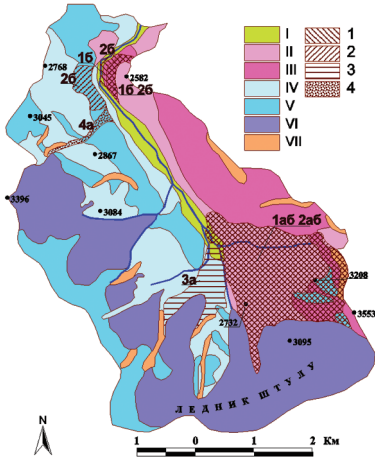 I
II
III
IV
V
VI
VII
1
2
3
4
2б
1б
2768
2582
2б
1б 2б
3045
4а
2867
3396
3084
1аб 2аб
3а
3208
2732
3553
3095
ЛЕДНИК ШТУЛУ
N
1 0 1 2 Км